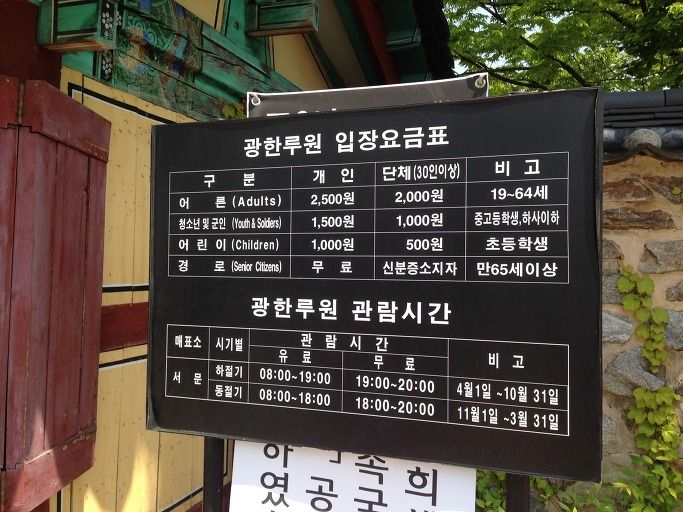 광한루원 입장요금표
구 분 개 인 단체(30인이상) 비 고
어 른 (Adults) 2,500원 2,000원 19~64세
청소년 및 군인 (Youth & Soldiers) 1,500원 1,000원 중고등학생,하사이하
어 린 이 (Children) 1,000원 500원 초등학생
경 로 (Senior Citizens) 무 료 신분증소지자 만65세이상
광한루원 관람시간
매표소 시기별 관 람 시 간 비 고
유 료 무 료
서 문 하절기 08:00~19:00 19:00~20:00 4월1일 ~10월 31일
동절기 08:00~18:00 18:00~20:00 11월1 ~3월 31일
였 공 국